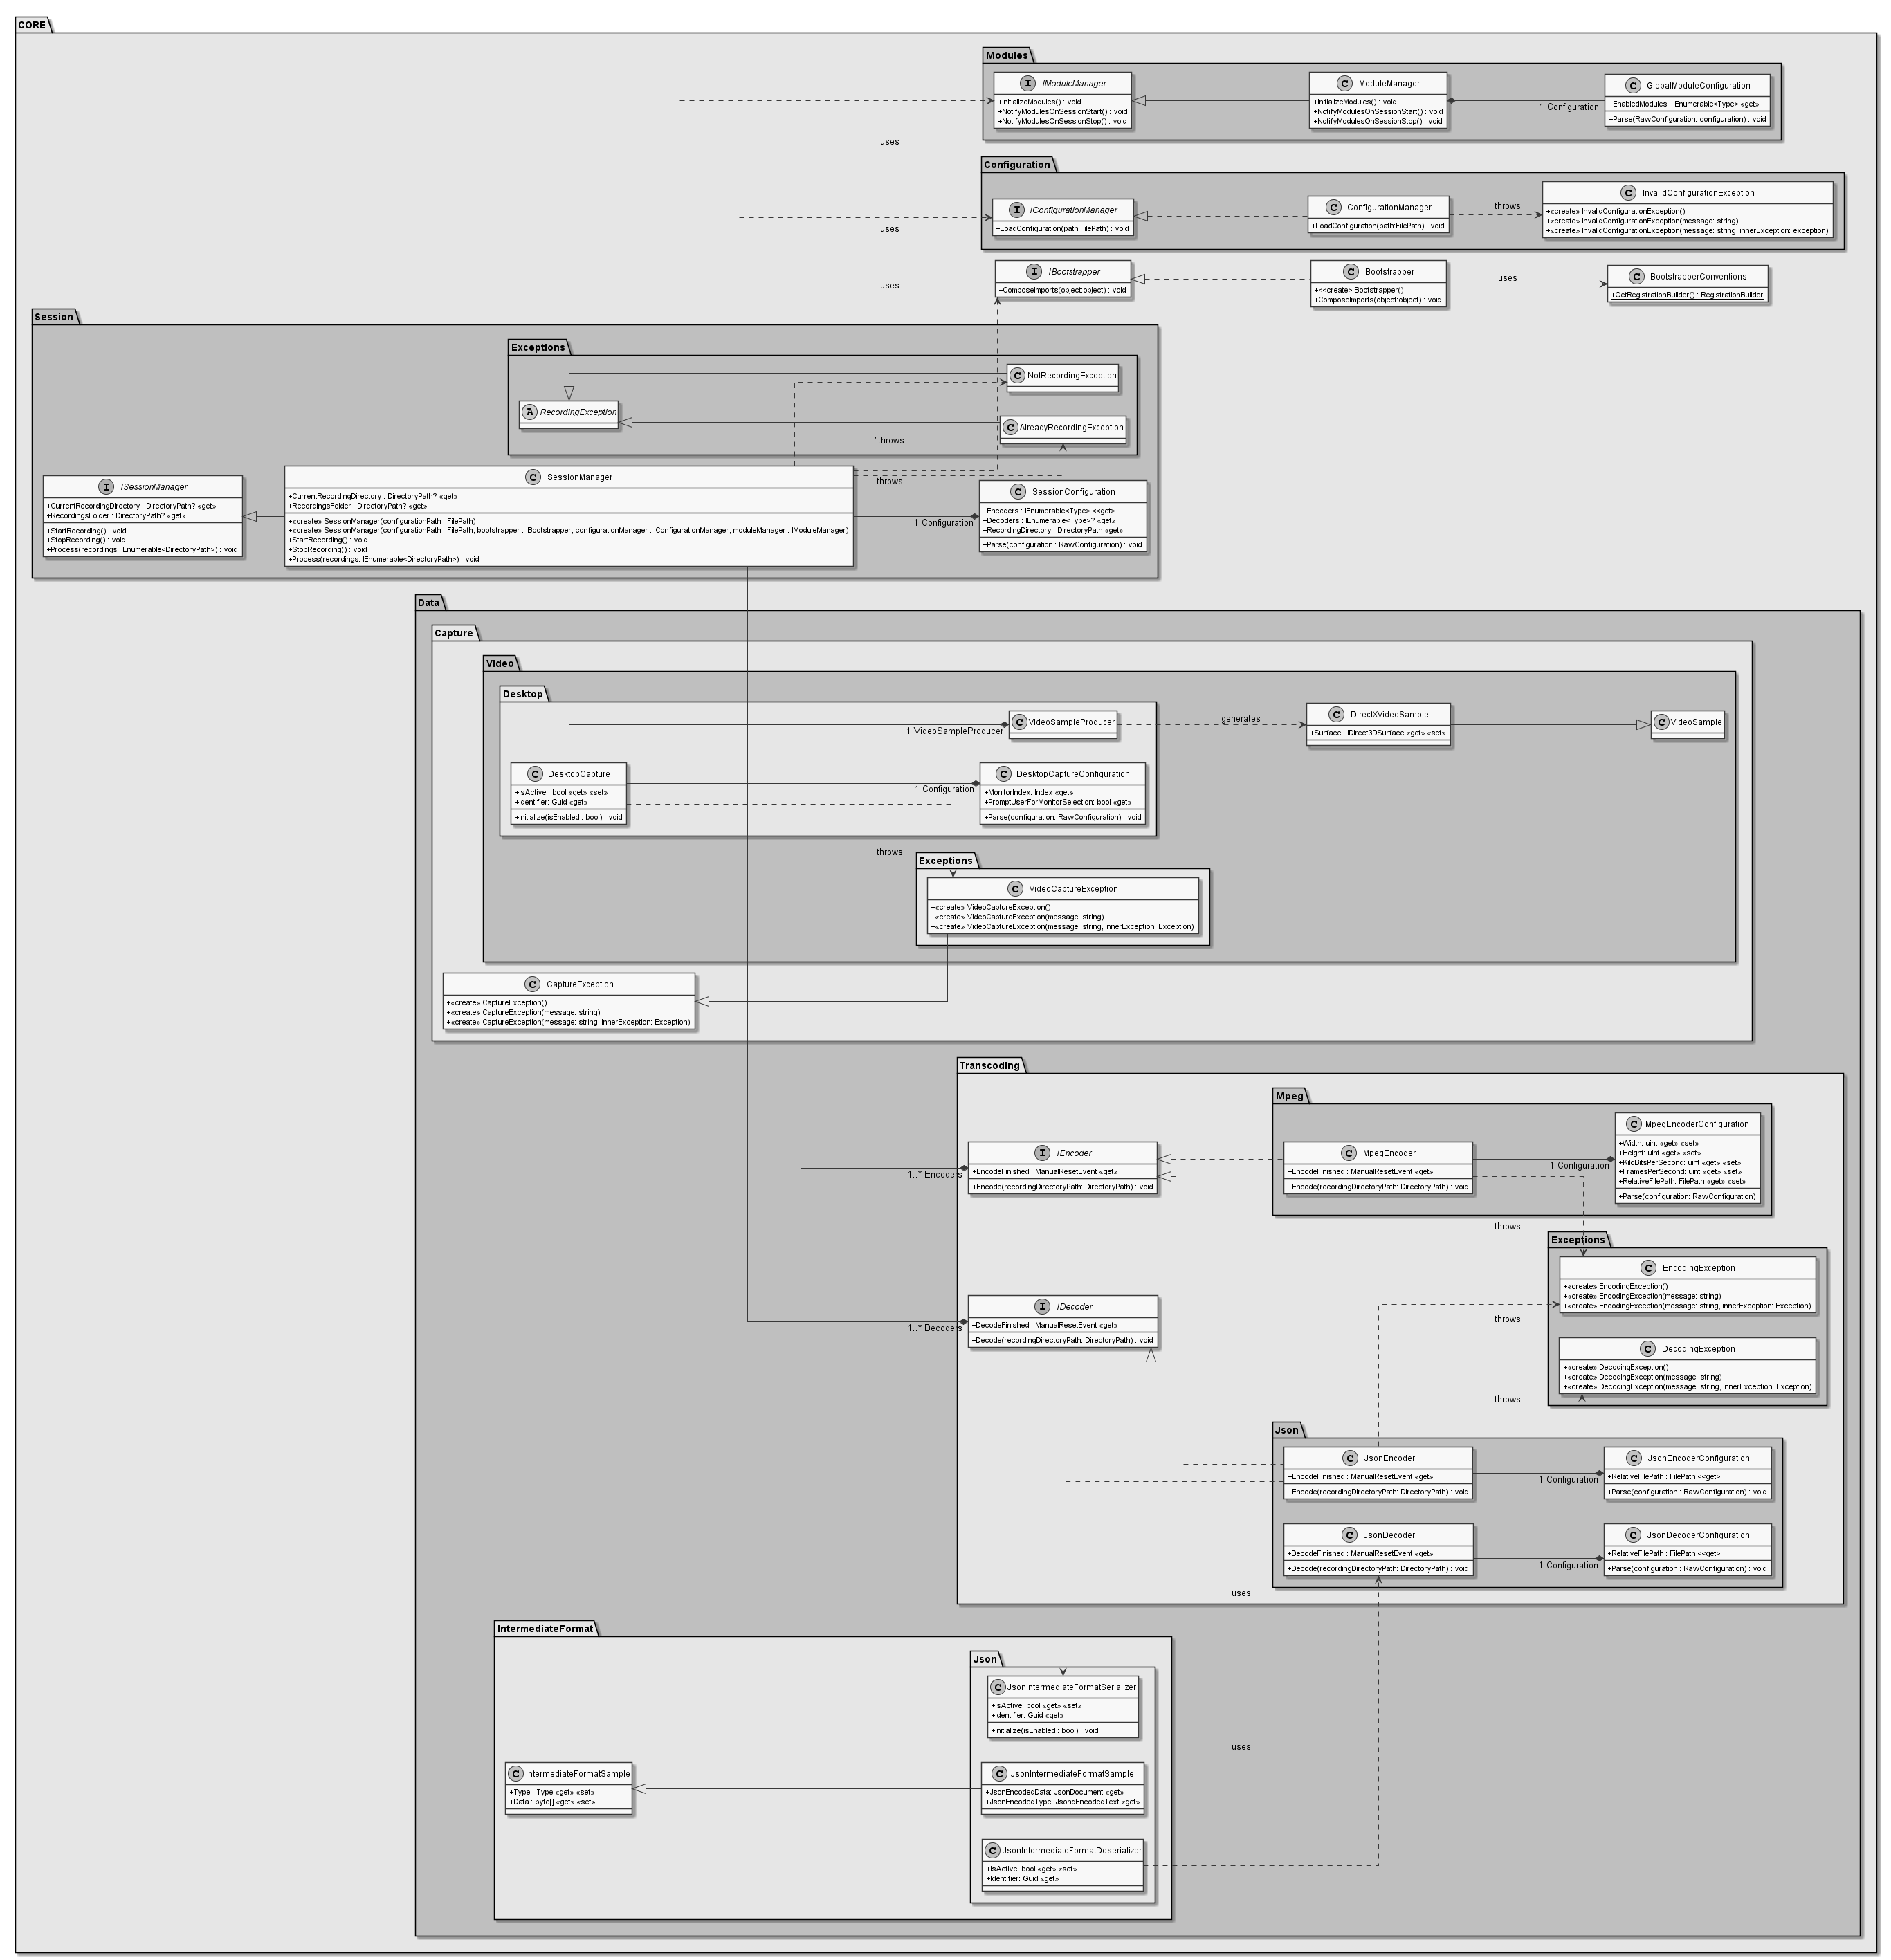 CORE
Modules
I IModuleManager
+InitializeModules() : void
+NotifyModulesOnSessionStart() : void
+NotifyModulesOnSessionStop() : void
C ModuleManager
+InitializeModules() : void
+NotifyModulesOnSessionStart() : void
+NotifyModulesOnSessionStop() : void
1 Configuration
C GlobalModuleConfiguration
+EnabledModules : IEnumerable<Type> «get»
+Parse(RawConfiguration: configuration) : void
uses
Configuration
I IConfigurationManager
+LoadConfiguration(path:FilePath) : void
C ConfigurationManager
+LoadConfiguration(path:FilePath) : void
throws
C InvalidConfigurationException
+«create» InvalidConfigurationException()
+«create» InvalidConfigurationException(message: string)
+«create» InvalidConfigurationException(message: string, innerException: exception)
uses
I IBootstrapper
+ComposeImports(object:object) : void
C Bootstrapper
+<<create> Bootstrapper()
+ComposeImports(object:object) : void
uses
C BootstrapperConventions
+GetRegistrationBuilder() : RegistrationBuilder
uses
Session
Exceptions
C NotRecordingException
A RecordingException
C AlreadyRecordingException
"throws
throws
I ISessionManager
+CurrentRecordingDirectory : DirectoryPath? «get»
+RecordingsFolder : DirectoryPath? «get»
+StartRecording() : void
+StopRecording() : void
+Process(recordings: IEnumerable<DirectoryPath>) : void
C SessionManager
+CurrentRecordingDirectory : DirectoryPath? «get»
+RecordingsFolder : DirectoryPath? «get»
+«create» SessionManager(configurationPath : FilePath)
+«create» SessionManager(configurationPath : FilePath, bootstrapper : IBootstrapper, configurationManager : IConfigurationManager, moduleManager : IModuleManager)
+StartRecording() : void
+StopRecording() : void
+Process(recordings: IEnumerable<DirectoryPath>) : void
1 Configuration
C SessionConfiguration
+Encoders : IEnumerable<Type> <<get>
+Decoders : IEnumerable<Type>? «get»
+RecordingDirectory : DirectoryPath «get»
+Parse(configuration : RawConfiguration) : void
Data
Capture
Video
Desktop
1 VideoSampleProducer
C VideoSampleProducer
generates
C DirectXVideoSample
+Surface : IDirect3DSurface «get» «set»
C VideoSample
C DesktopCapture
+IsActive : bool «get» «set»
+Identifier: Guid «get»
+Initialize(isEnabled : bool) : void
1 Configuration
C DesktopCaptureConfiguration
+MonitorIndex: Index «get»
+PromptUserForMonitorSelection: bool «get»
+Parse(configuration: RawConfiguration) : void
throws
Exceptions
C VideoCaptureException
+«create» VideoCaptureException()
+«create» VideoCaptureException(message: string)
+«create» VideoCaptureException(message: string, innerException: Exception)
C CaptureException
+«create» CaptureException()
+«create» CaptureException(message: string)
+«create» CaptureException(message: string, innerException: Exception)
Transcoding
Mpeg
I IEncoder
+EncodeFinished : ManualResetEvent «get»
+Encode(recordingDirectoryPath: DirectoryPath) : void
1..* Encoders
C MpegEncoder
+EncodeFinished : ManualResetEvent «get»
+Encode(recordingDirectoryPath: DirectoryPath) : void
1 Configuration
C MpegEncoderConfiguration
+Width: uint «get» «set»
+Height: uint «get» «set»
+KiloBitsPerSecond: uint «get» «set»
+FramesPerSecond: uint «get» «set»
+RelativeFilePath: FilePath «get» «set»
+Parse(configuration: RawConfiguration)
throws
Exceptions
C EncodingException
+«create» EncodingException()
+«create» EncodingException(message: string)
+«create» EncodingException(message: string, innerException: Exception)
throws
I IDecoder
+DecodeFinished : ManualResetEvent «get»
+Decode(recordingDirectoryPath: DirectoryPath) : void
1..* Decoders
C DecodingException
+«create» DecodingException()
+«create» DecodingException(message: string)
+«create» DecodingException(message: string, innerException: Exception)
throws
Json
C JsonEncoder
+EncodeFinished : ManualResetEvent «get»
+Encode(recordingDirectoryPath: DirectoryPath) : void
1 Configuration
C JsonEncoderConfiguration
+RelativeFilePath : FilePath <<get>
+Parse(configuration : RawConfiguration) : void
C JsonDecoder
+DecodeFinished : ManualResetEvent «get»
+Decode(recordingDirectoryPath: DirectoryPath) : void
1 Configuration
C JsonDecoderConfiguration
+RelativeFilePath : FilePath <<get>
+Parse(configuration : RawConfiguration) : void
uses
IntermediateFormat
Json
C JsonIntermediateFormatSerializer
+IsActive: bool «get» «set»
+Identifier: Guid «get»
+Initialize(isEnabled : bool) : void
uses
C IntermediateFormatSample
+Type : Type «get» «set»
+Data : byte[] «get» «set»
C JsonIntermediateFormatSample
+JsonEncodedData: JsonDocument «get»
+JsonEncodedType: JsondEncodedText «get»
C JsonIntermediateFormatDeserializer
+IsActive: bool «get» «set»
+Identifier: Guid «get»